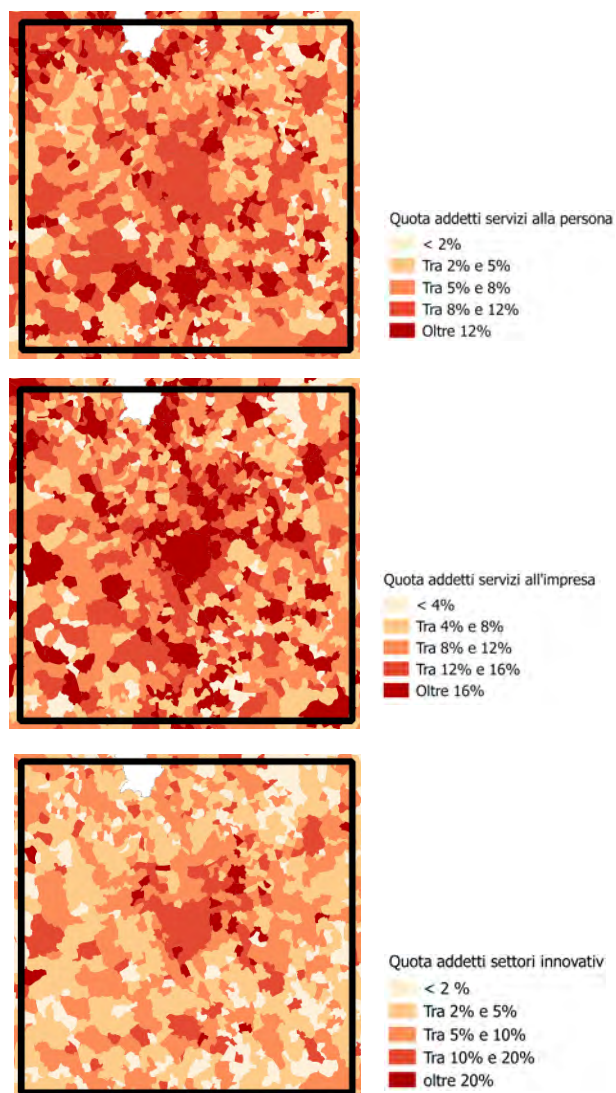 Quota addetti servizi alla persona
< 2%
Tra 2% e 5%
Tra 5% e 8%
Tra 8% e 12%
Oltre 12%
Quota addetti servizi all'impresa
< 4%
Tra 4% e 8%
Tra 8% e 12%
Tra 12% e 16%
Oltre 16%
Quota addetti settori innovativ
< 2 %
Tra 2% e 5%
Tra 5% e 10%
Tra 10% e 20%
oltre 20%